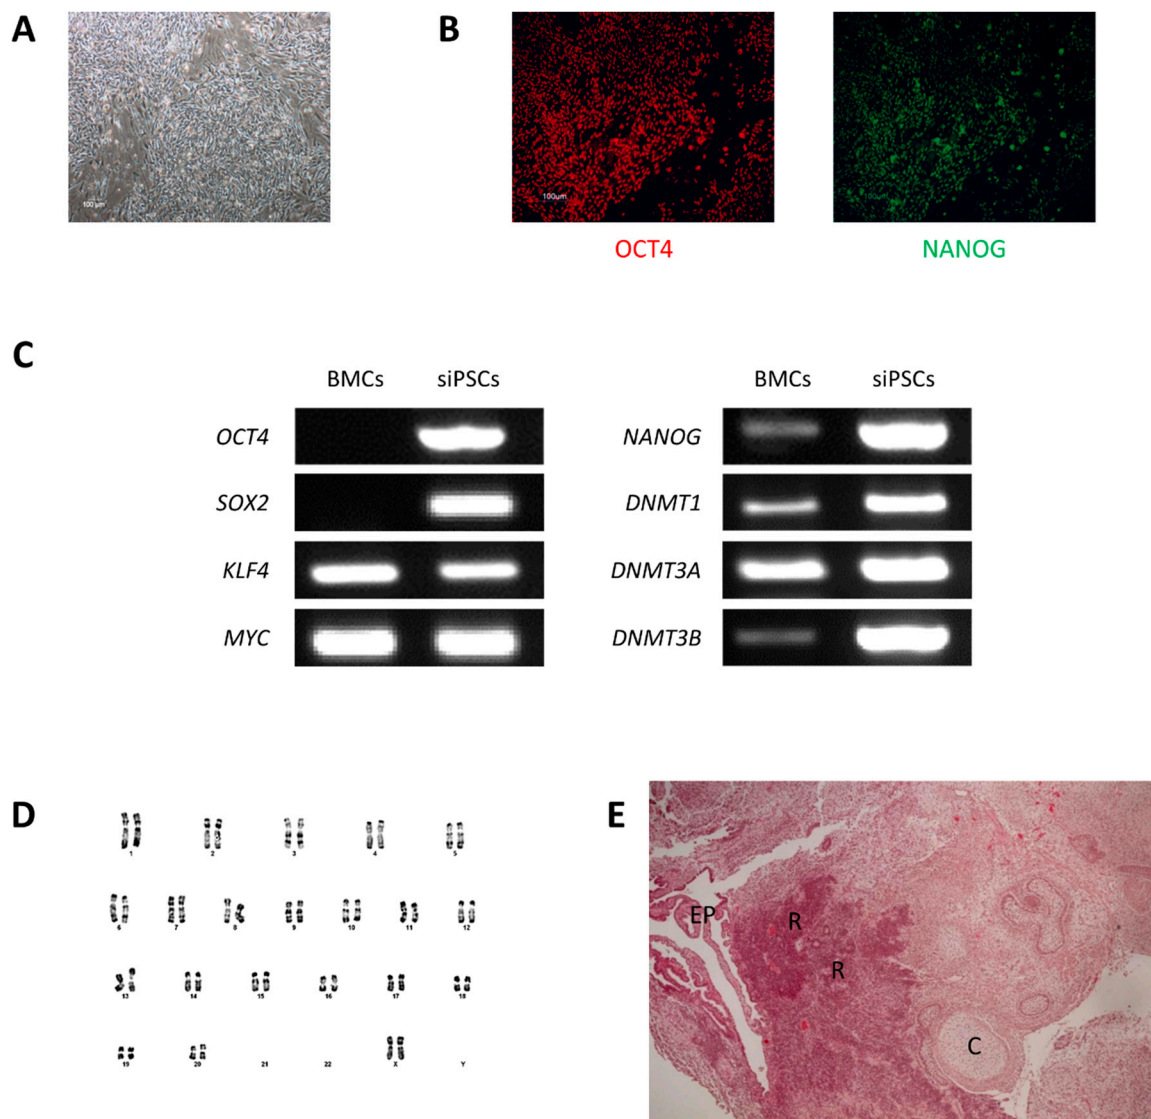 A
B
100 µm
100µm
100µm
OCT4
NANOG
C
BMCs siPSCs
BMCs siPSCs
OCT4
NANOG
SOX2
DNMT1
KLF4
DNMT3A
MYC
DNMT3B
D
E
1 2 3 4 5
6 7 8 9 10 11 12
13 14 15 16 17 18
19 20 21 22 X Y
EP
R
R
C